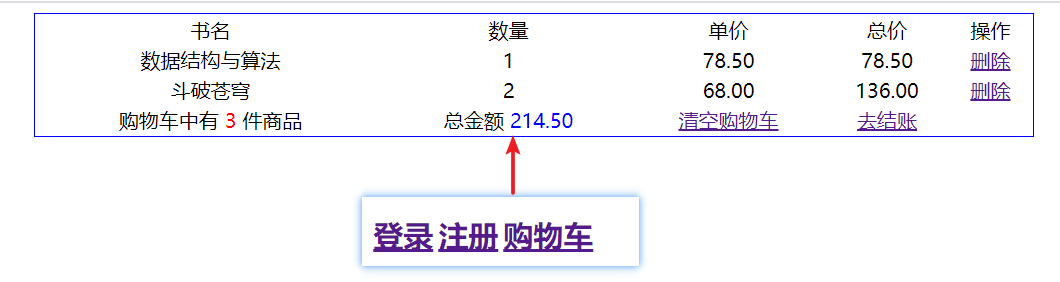 书名 数量 单价 总价 操作
数据结构与算法 1 78.50 78.50 删除
斗破苍穹 2 68.00 136.00 删除
购物车中有 3 件商品 总金额 214.50 清空购物车 去结账
登录 注册 购物车